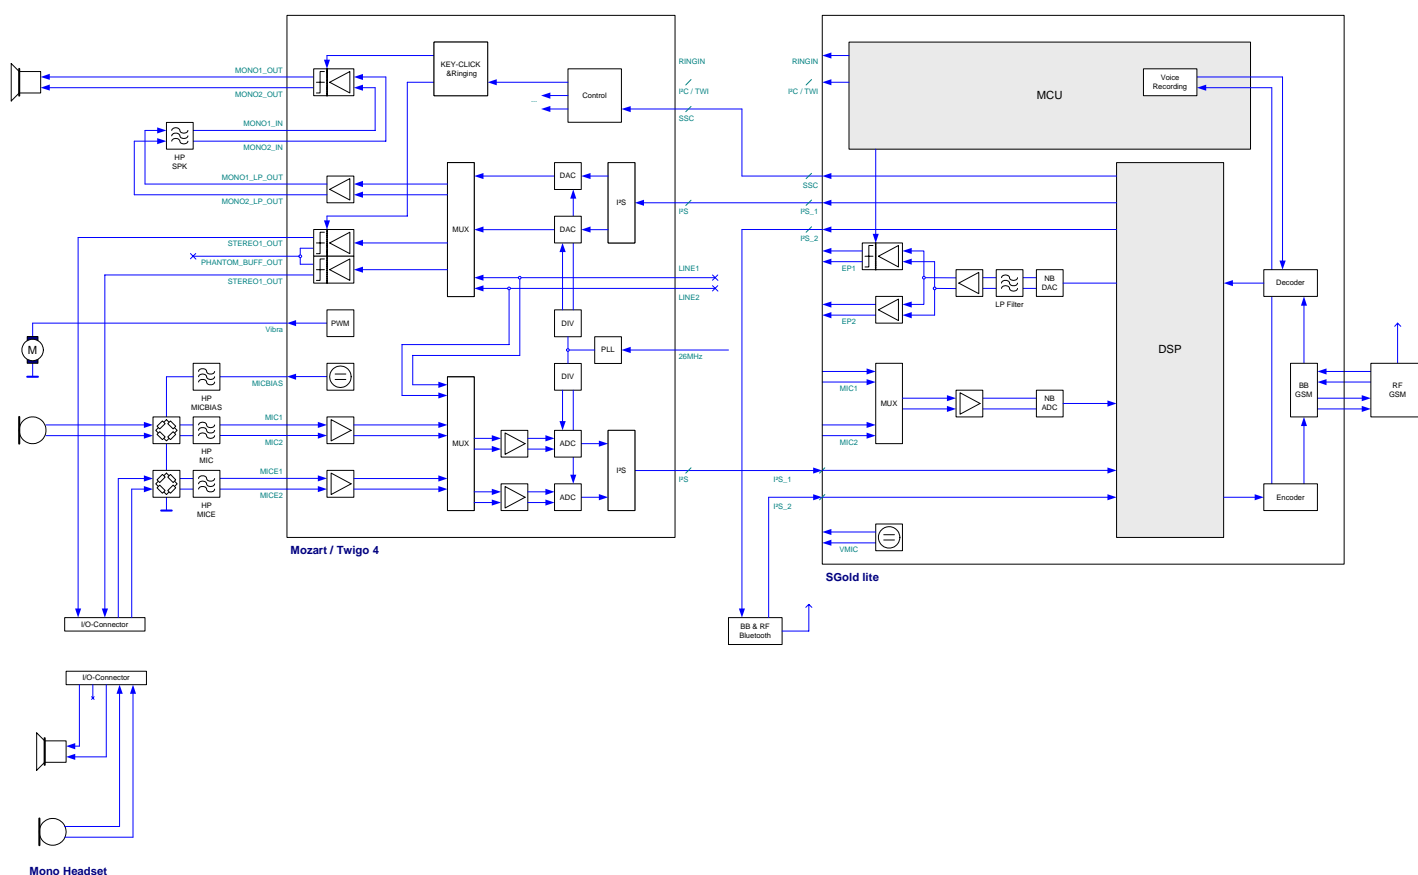 KEY-CLICK
&Ringing
Control
...
RINGIN
I²C / TWI
SSC
RINGIN
I²C / TWI
MCU
Voice
Recording
MONO1_OUT
MONO2_OUT
MONO1_IN
MONO2_IN
HP
SPK
MONO1_LP_OUT
MONO2_LP_OUT
STEREO1_OUT
PHANTOM_BUFF_OUT
STEREO1_OUT
MUX
DAC
DAC
I²S
I²S
SSC
I²S_1
I²S_2
LINE1
LINE2
EP1
EP2
LP Filter
NB
DAC
Decoder
DSP
Vibra
PWM
M
DIV
PLL
26MHz
DIV
MICBIAS
HP
MICBIAS
MIC1
MIC2
HP
MIC
MICE1
MICE2
HP
MICE
MUX
ADC
ADC
I²S
I²S
I²S_1
I²S_2
MIC1
MIC2
MUX
NB
ADC
BB
GSM
RF
GSM
Encoder
VMIC
Mozart / Twigo 4
SGold lite
I/O-Connector
BB & RF
Bluetooth
I/O-Connector
Mono Headset